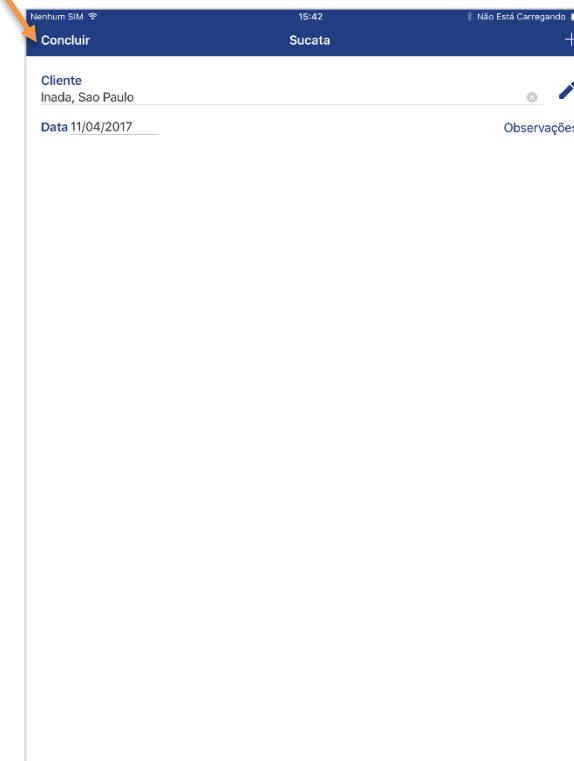 Nenhum SIM 15:42 Não Está Carregando
Concluir Sucata +
Cliente
Inada, Sao Paulo
Data 11/04/2017 Observações